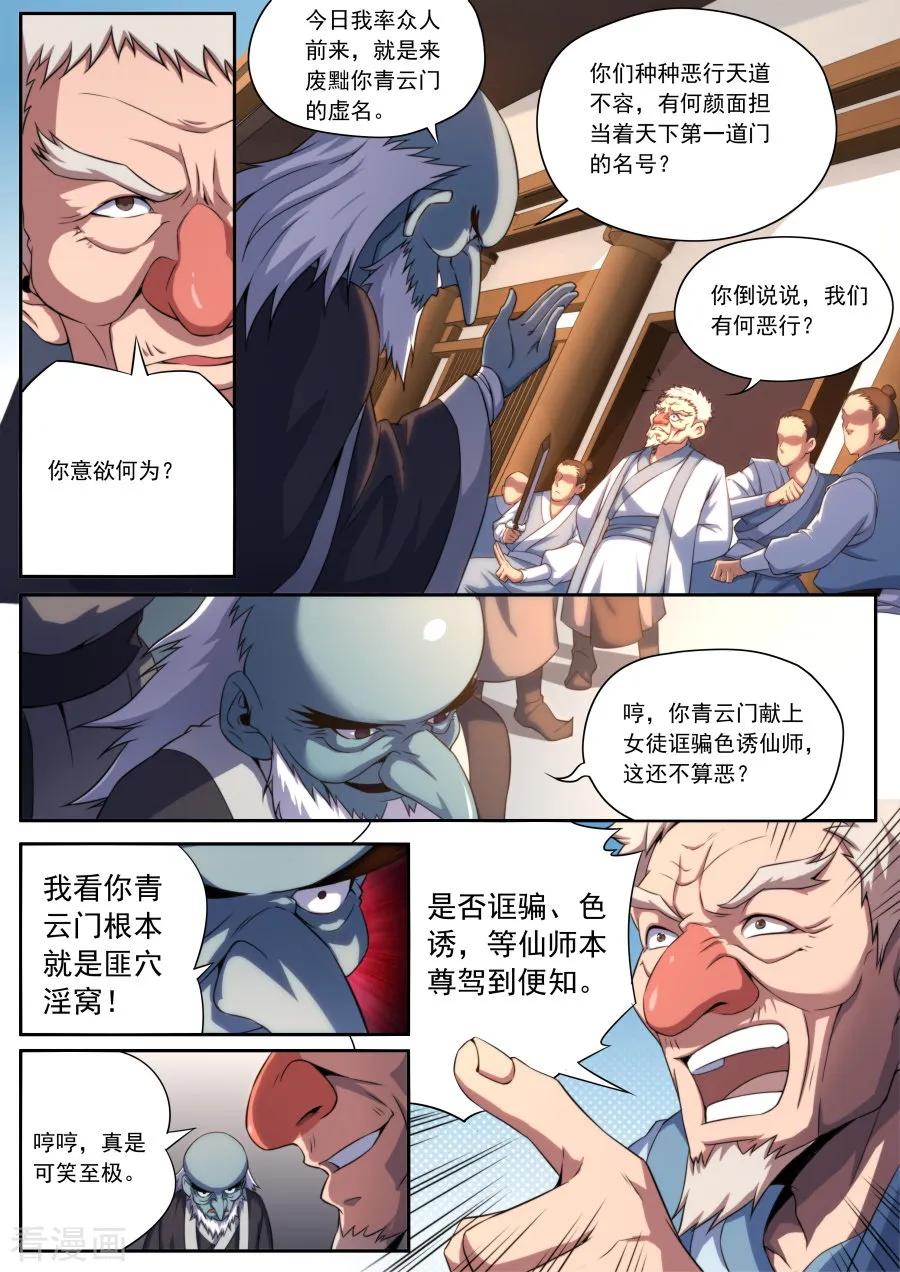 今日我率众人
前来，就是来
废黜你青云门
的虚名。
你们种种恶行天道
不容，有何颜面担
当着天下第一道门
的名号？
你倒说说，我们
有何恶行？
你意欲何为？
哼，你青云门献上
女徒诓骗色诱仙师，
这还不算恶？
我看你青
云门根本
就是匪穴
淫窝！
是否诓骗、色
诱，等仙师本
尊驾到便知。
哼哼，真是
可笑至极。
看漫画